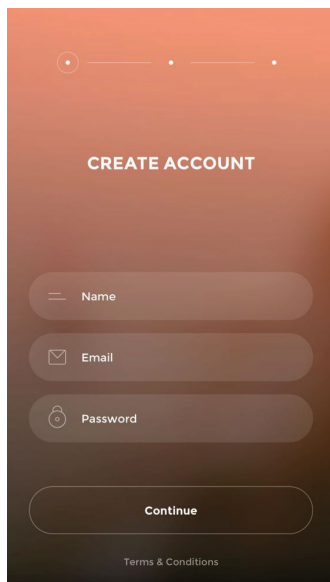 CREATE ACCOUNT
Name
Email
Password
Continue
Terms & Conditions